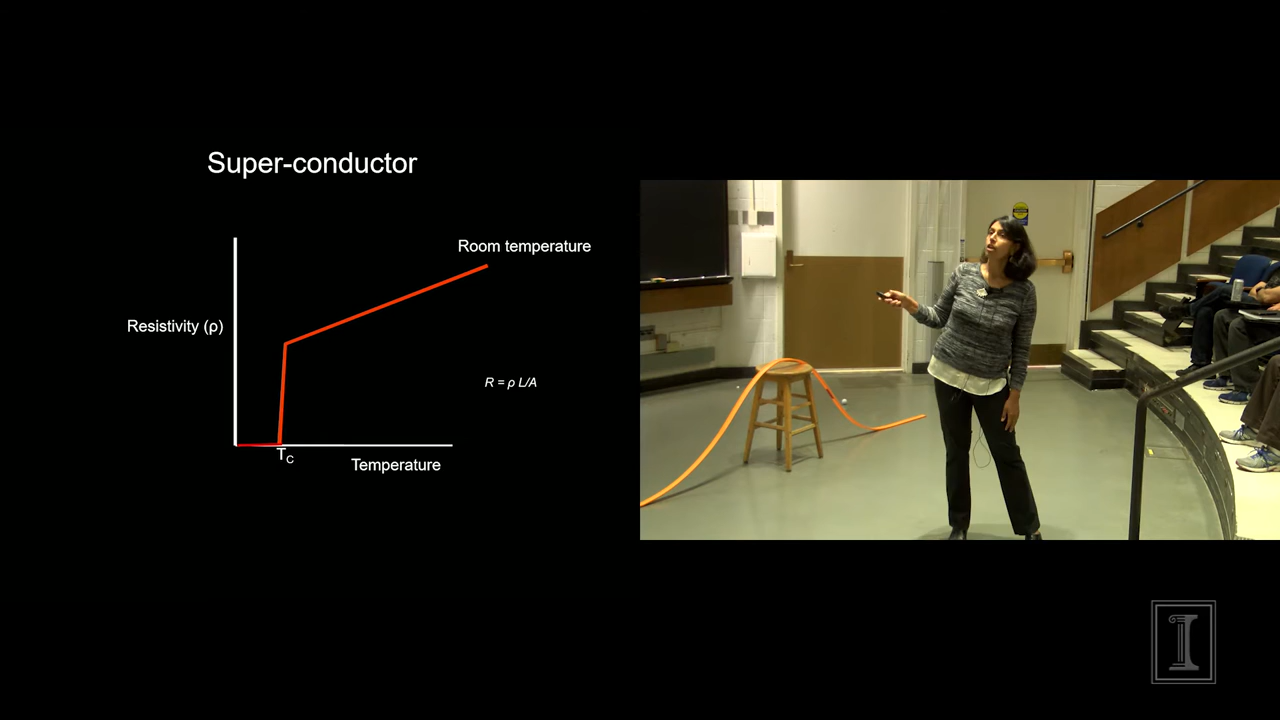 Super-conductor
Room temperature
Resistivity (ρ)
R = ρ L/A
T_C
Temperature